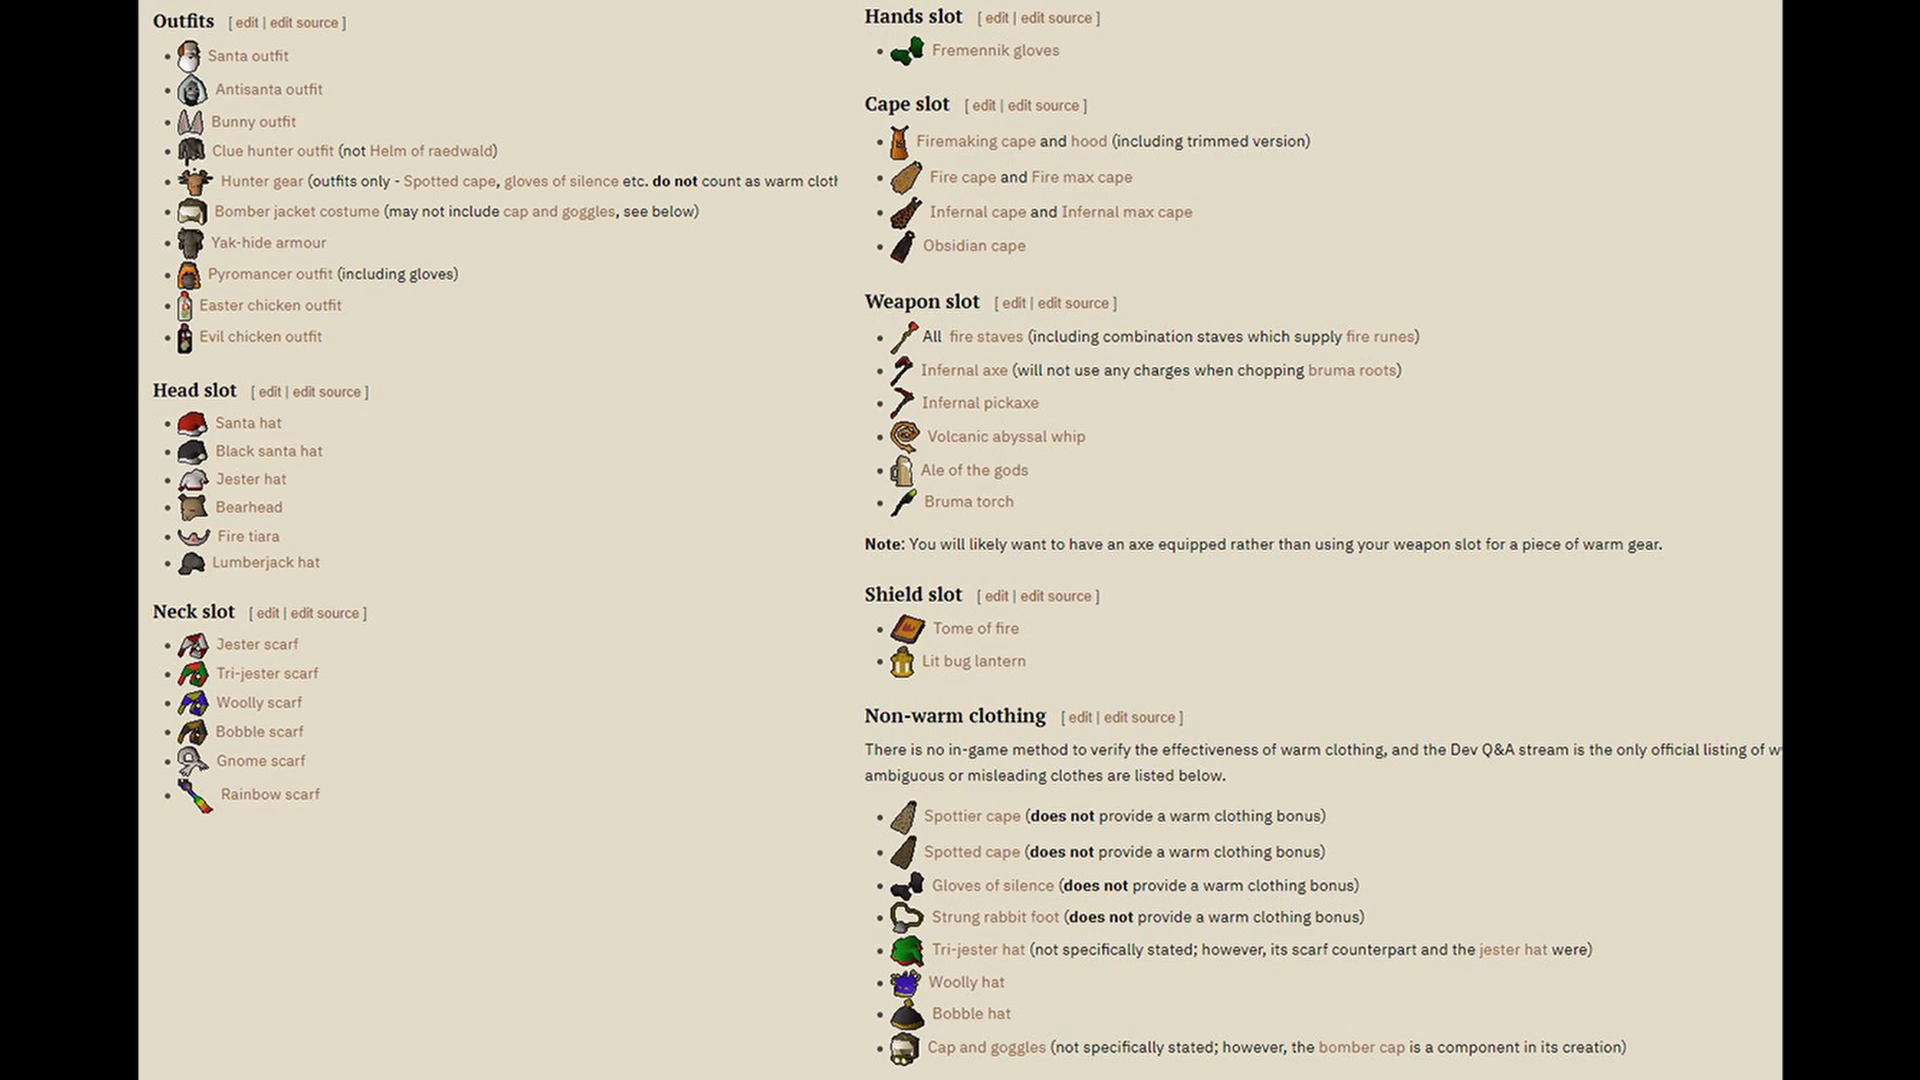 Outfits [ edit | edit source ]
Santa outfit
Antisanta outfit
Bunny outfit
Clue hunter outfit (not Helm of raedwald)
Hunter gear (outfits only - Spotted cape, gloves of silence etc. do not count as warm cloth
Bomber jacket costume (may not include cap and goggles, see below)
Yak-hide armour
Pyromancer outfit (including gloves)
Easter chicken outfit
Evil chicken outfit
Head slot [ edit | edit source ]
Santa hat
Black santa hat
Jester hat
Bearhead
Fire tiara
Lumberjack hat
Neck slot [ edit | edit source ]
Jester scarf
Tri-jester scarf
Woolly scarf
Bobble scarf
Gnome scarf
Rainbow scarf
Hands slot [ edit | edit source ]
Fremennik gloves
Cape slot [ edit | edit source ]
Firemaking cape and hood (including trimmed version)
Fire cape and Fire max cape
Infernal cape and Infernal max cape
Obsidian cape
Weapon slot [ edit | edit source ]
All fire staves (including combination staves which supply fire runes)
Infernal axe (will not use any charges when chopping bruma roots)
Infernal pickaxe
Volcanic abyssal whip
Ale of the gods
Bruma torch
Note: You will likely want to have an axe equipped rather than using your weapon slot for a piece of warm gear.
Shield slot [ edit | edit source ]
Tome of fire
Lit bug lantern
Non-warm clothing [ edit | edit source ]
There is no in-game method to verify the effectiveness of warm clothing, and the Dev Q&A stream is the only official listing of w
ambiguous or misleading clothes are listed below.
Spottier cape (does not provide a warm clothing bonus)
Spotted cape (does not provide a warm clothing bonus)
Gloves of silence (does not provide a warm clothing bonus)
Strung rabbit foot (does not provide a warm clothing bonus)
Tri-jester hat (not specifically stated; however, its scarf counterpart and the jester hat were)
Woolly hat
Bobble hat
Cap and goggles (not specifically stated; however, the bomber cap is a component in its creation)